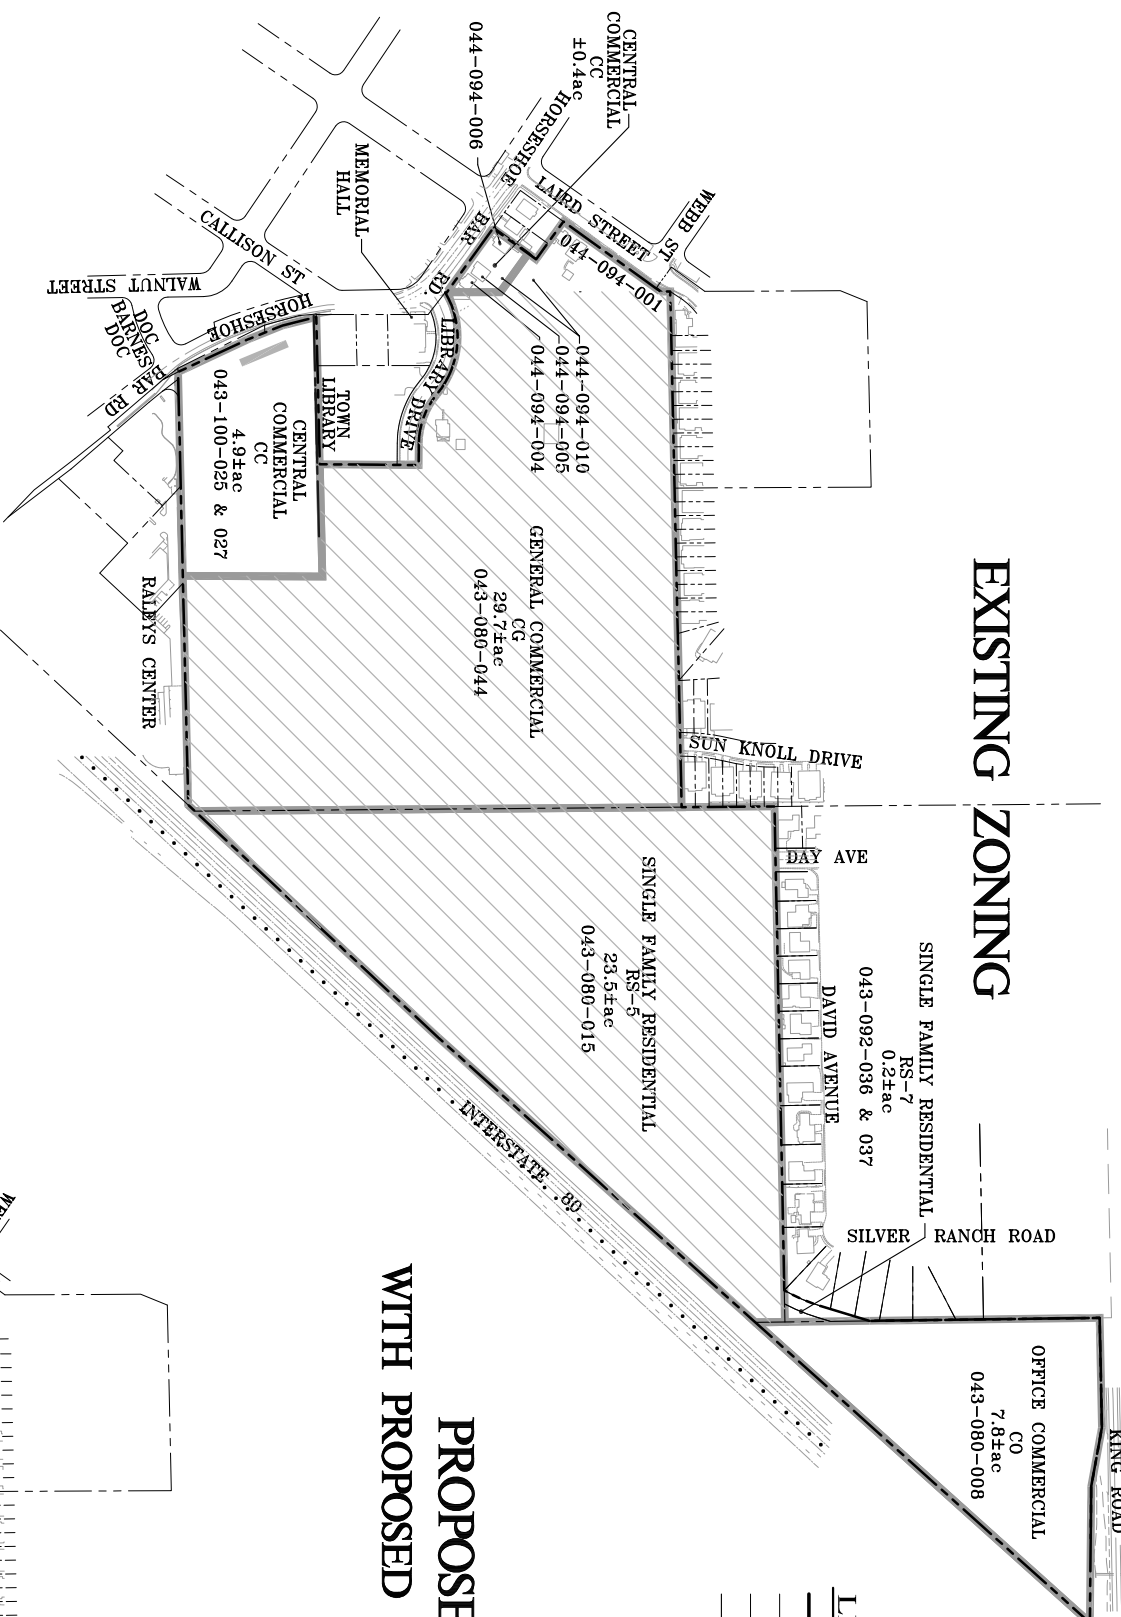 EXISTING ZONING
CENTRAL
COMMERCIAL
CC
±0.4ac
044-094-006
HORSESHOE
BAR
RD
LAIRD STREET
WEBB ST
044-094-001
MEMORIAL
HALL
CALLISON ST
WALNUT STREET
DOC
BARNES
DOC
HORSESHOE
BAR RD
LIBRARY DRIVE
TOWN
LIBRARY
044-094-010
044-094-005
044-094-004
CENTRAL
COMMERCIAL
CC
4.9±ac
043-100-025 & 027
RALEYS CENTER
GENERAL COMMERCIAL
CG
29.7±ac
043-080-044
SUN KNOLL DRIVE
DAY AVE
DAVID AVENUE
SINGLE FAMILY RESIDENTIAL
RS-5
23.5±ac
043-080-015
SINGLE FAMILY RESIDENTIAL
RS-7
0.2±ac
043-092-036 & 037
SILVER RANCH ROAD
INTERSTATE 80
OFFICE COMMERCIAL
CO
7.8±ac
043-080-008
KING ROAD
PROPOSE
WITH PROPOSED